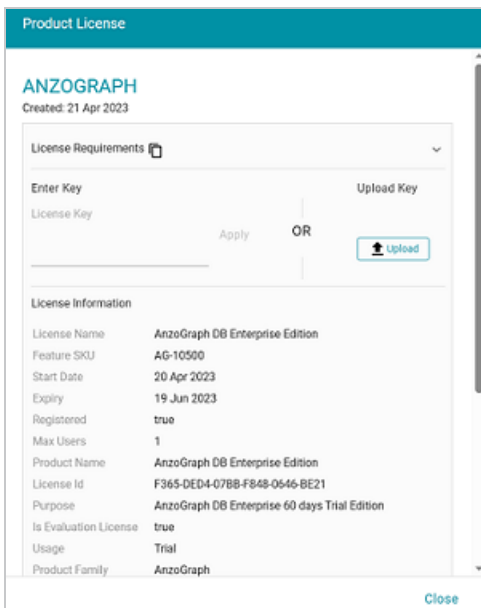 Product License
ANZOGRAPH
Created: 21 Apr 2023
License Requirements
Enter Key
Upload Key
License Key
Apply
OR
Upload
License Information
License Name AnzoGraph DB Enterprise Edition
Feature SKU AG-10500
Start Date 20 Apr 2023
Expiry 19 Jun 2023
Registered true
Max Users 1
Product Name AnzoGraph DB Enterprise Edition
License Id F365-DED4-07BB-F848-0646-BE21
Purpose AnzoGraph DB Enterprise 60 days Trial Edition
Is Evaluation License true
Usage Trial
Product Family AnzoGraph
Close